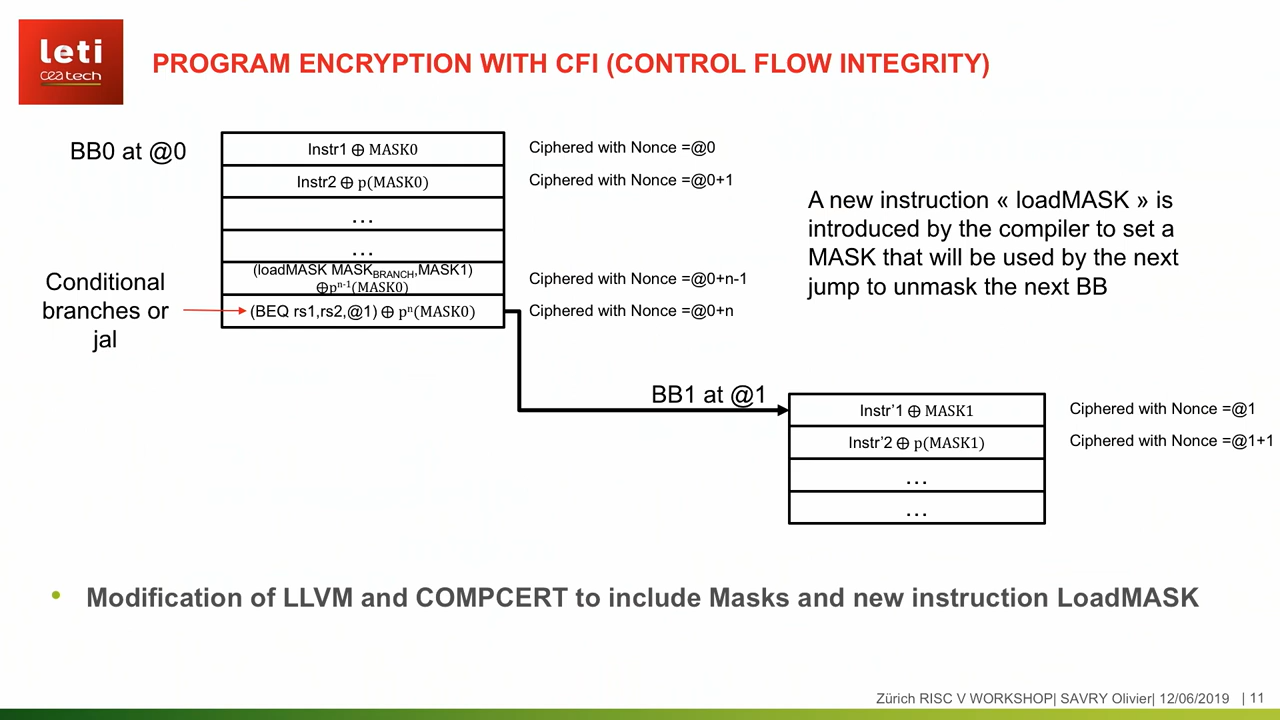 leti
cea tech
PROGRAM ENCRYPTION WITH CFI (CONTROL FLOW INTEGRITY)
BB0 at @0
Instr1 ⊕ MASK0
Ciphered with Nonce =@0
Instr2 ⊕ p(MASK0)
Ciphered with Nonce =@0+1
…
…
(loadMASK MASK_BRANCH,MASK1)
⊕pⁿ⁻¹(MASK0)
Ciphered with Nonce =@0+n-1
(BEQ rs1,rs2,@1) ⊕ pⁿ(MASK0)
Ciphered with Nonce =@0+n
Conditional
branches or
jal
A new instruction « loadMASK » is
introduced by the compiler to set a
MASK that will be used by the next
jump to unmask the next BB
BB1 at @1
Instr’1 ⊕ MASK1
Ciphered with Nonce =@1
Instr’2 ⊕ p(MASK1)
Ciphered with Nonce =@1+1
…
…
• Modification of LLVM and COMPCERT to include Masks and new instruction LoadMASK
Zürich RISC V WORKSHOP| SAVRY Olivier| 12/06/2019 | 11